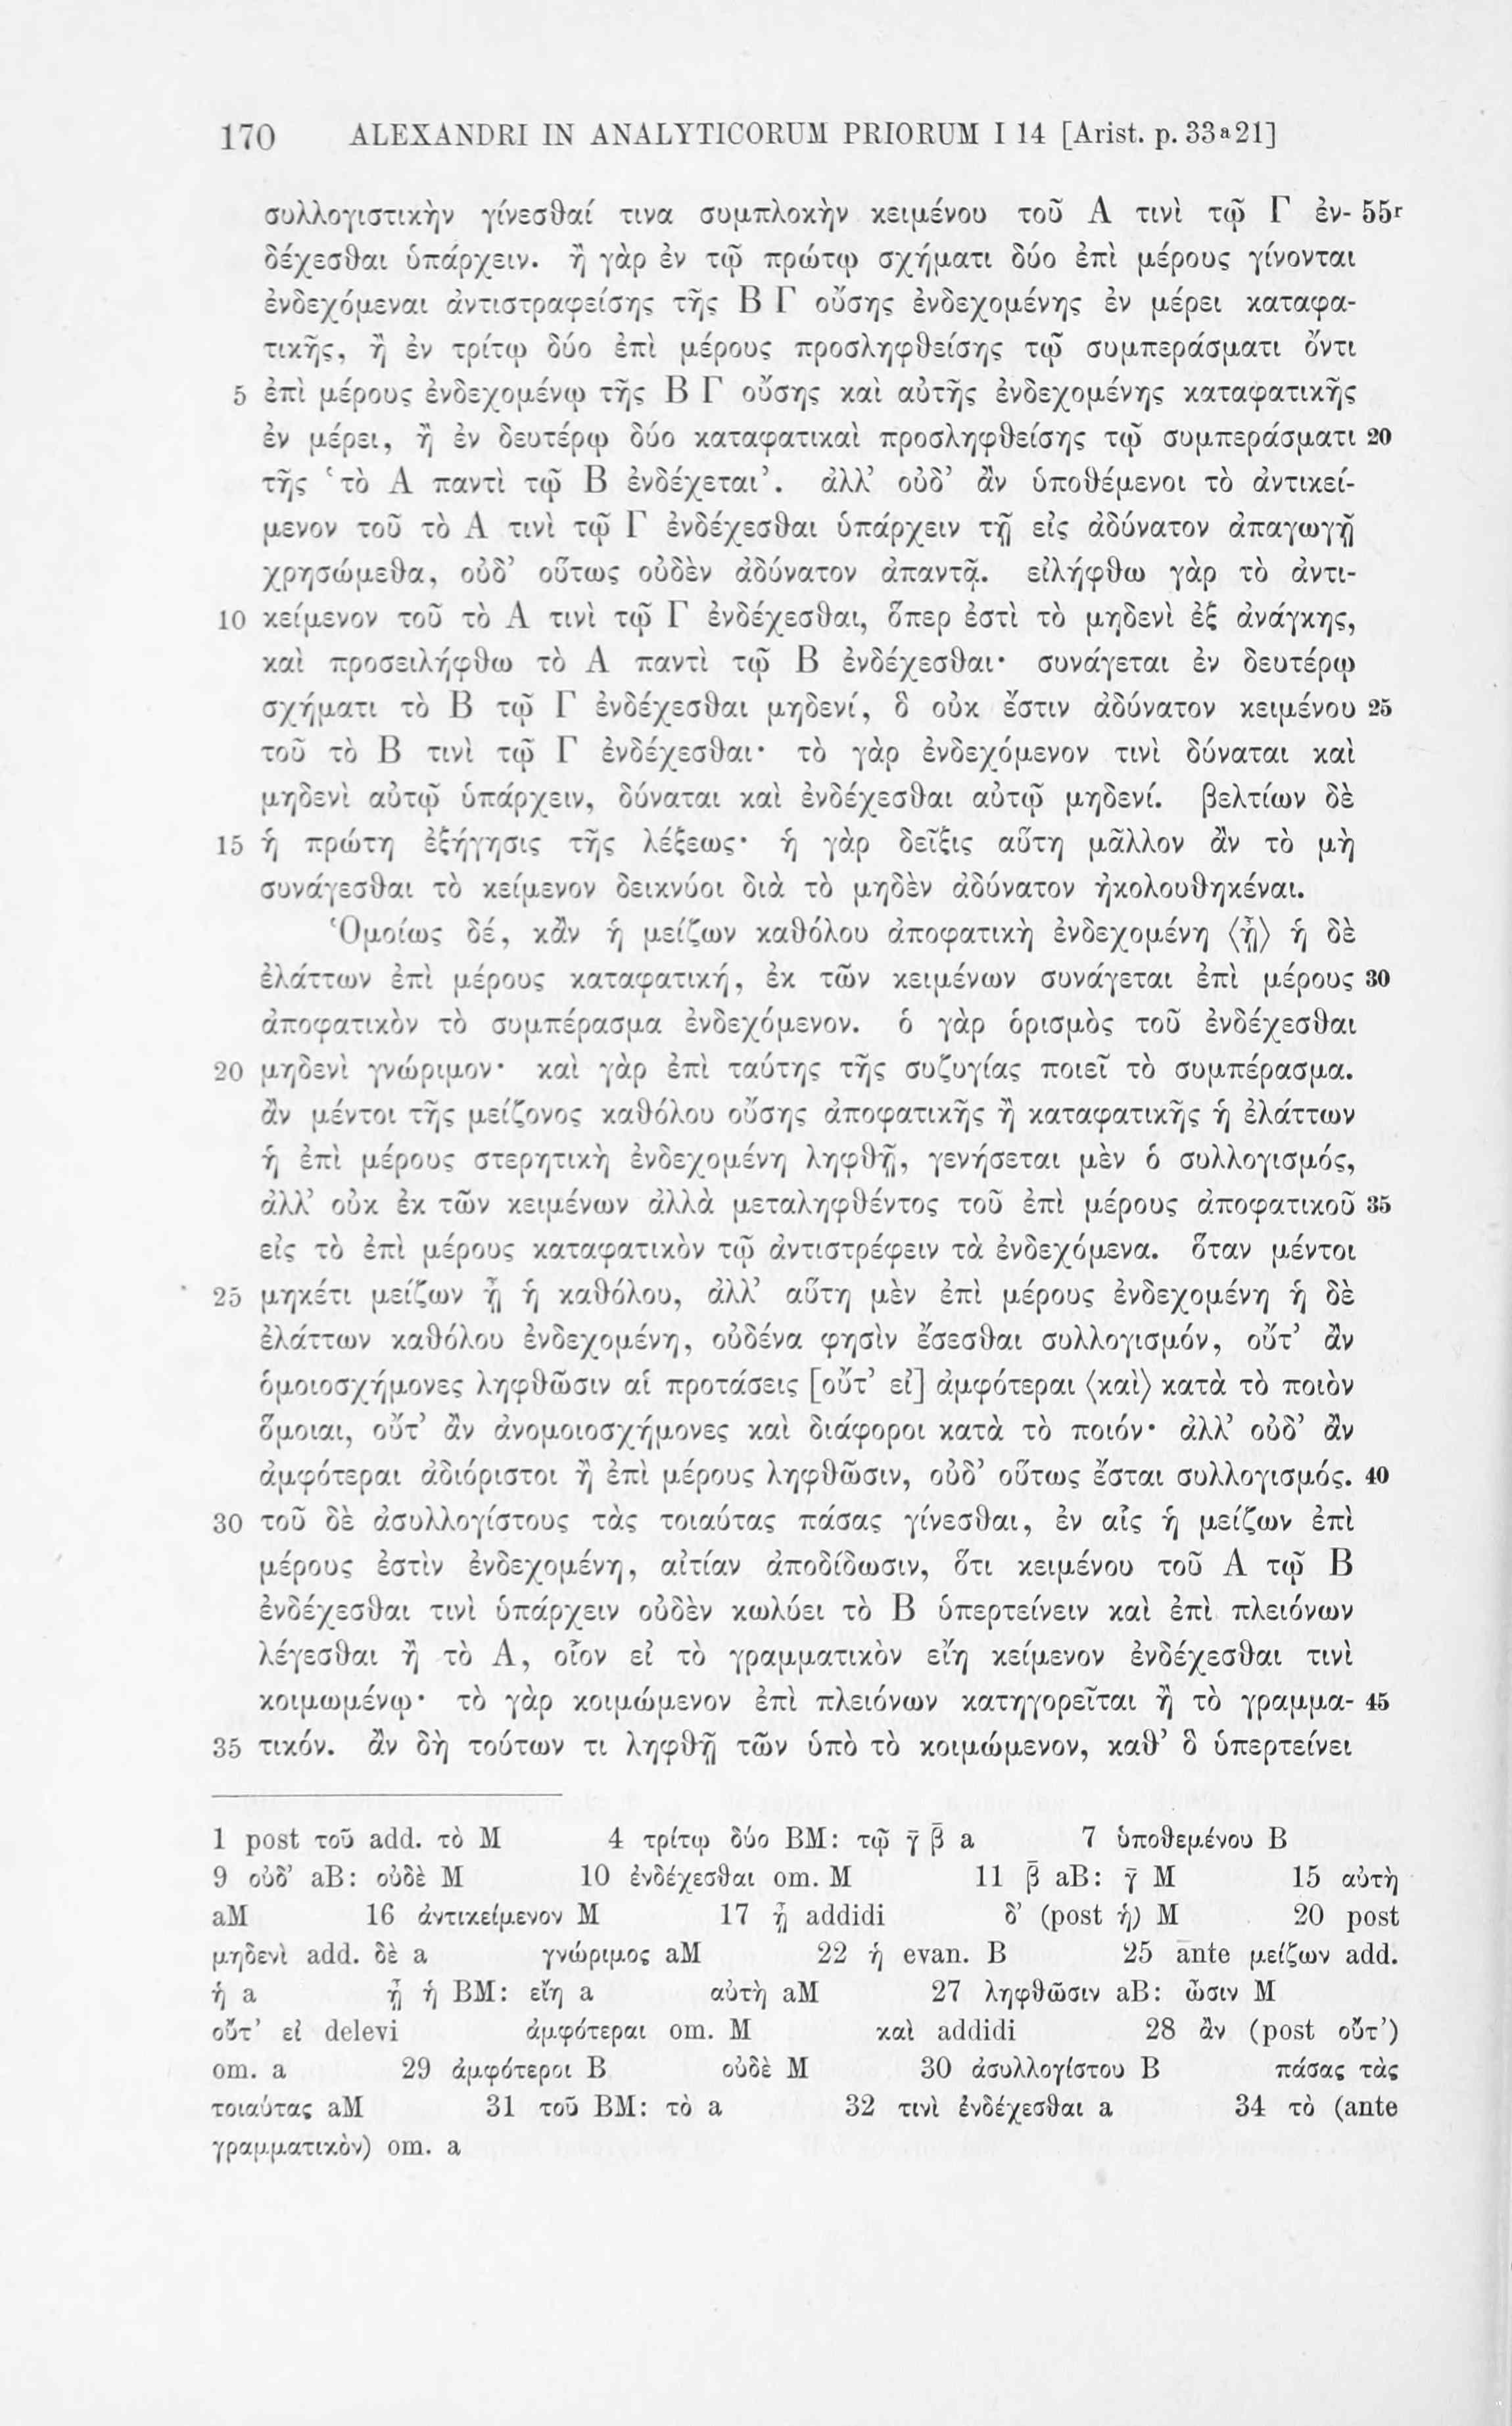 170 ALEXANDRI IN ANALYTICORUM PRIORUM I 14 [Arist. p. 33ᵃ21]
συλλογιστικὴν γίνεσθαί τινα συμπλοκὴν κειμένου τοῦ Α τινὶ τῷ Γ ἐν- 55ʳ
δέχεσθαι ὑπάρχειν. ἢ γὰρ ἐν τῷ πρώτῳ σχήματι δύο ἐπὶ μέρους γίνονται
ἐνδεχόμεναι ἀντιστραφείσης τῆς Β Γ οὔσης ἐνδεχομένης ἐν μέρει καταφα-
τικῆς, ἢ ἐν τρίτῳ δύο ἐπὶ μέρους προσληφθείσης τῷ συμπεράσματι ὄντι
5 ἐπὶ μέρους ἐνδεχομένῳ τῆς Β Γ οὔσης καὶ αὐτῆς ἐνδεχομένης καταφατικῆς
ἐν μέρει, ἢ ἐν δευτέρῳ δύο καταφατικαὶ προσληφθείσης τῷ συμπεράσματι 20
τῆς ‘τὸ Α παντὶ τῷ Β ἐνδέχεται’. ἀλλ’ οὐδ’ ἂν ὑποθέμενοι τὸ ἀντικεί-
μενον τοῦ τὸ Α τινὶ τῷ Γ ἐνδέχεσθαι ὑπάρχειν τῇ εἰς ἀδύνατον ἀπαγωγῇ
χρησώμεθα, οὐδ’ οὕτως οὐδὲν ἀδύνατον ἀπαντᾷ. εἰλήφθω γὰρ τὸ ἀντι-
10 κείμενον τοῦ τὸ Α τινὶ τῷ Γ ἐνδέχεσθαι, ὅπερ ἐστὶ τὸ μηδενὶ ἐξ ἀνάγκης,
καὶ προσειλήφθω τὸ Α παντὶ τῷ Β ἐνδέχεσθαι· συνάγεται ἐν δευτέρῳ
σχήματι τὸ Β τῷ Γ ἐνδέχεσθαι μηδενί, ὃ οὐκ ἔστιν ἀδύνατον κειμένου 25
τοῦ τὸ Β τινὶ τῷ Γ ἐνδέχεσθαι· τὸ γὰρ ἐνδεχόμενον τινὶ δύναται καὶ
μηδενὶ αὐτῷ ὑπάρχειν, δύναται καὶ ἐνδέχεσθαι αὐτῷ μηδενί. βελτίων δὲ
15 ἡ πρώτη ἐξήγησις τῆς λέξεως· ἡ γὰρ δεῖξις αὕτη μᾶλλον ἂν τὸ μὴ
συνάγεσθαι τὸ κείμενον δεικνύοι διὰ τὸ μηδὲν ἀδύνατον ἠκολουθηκέναι.
Ὁμοίως δέ, κἂν ἡ μείζων καθόλου ἀποφατικὴ ἐνδεχομένη ⟨ᾖ⟩ ἡ δὲ
ἐλάττων ἐπὶ μέρους καταφατική, ἐκ τῶν κειμένων συνάγεται ἐπὶ μέρους 30
ἀποφατικὸν τὸ συμπέρασμα ἐνδεχόμενον. ὁ γὰρ ὁρισμὸς τοῦ ἐνδέχεσθαι
20 μηδενὶ γνώριμον· καὶ γὰρ ἐπὶ ταύτης τῆς συζυγίας ποιεῖ τὸ συμπέρασμα.
ἂν μέντοι τῆς μείζονος καθόλου οὔσης ἀποφατικῆς ἢ καταφατικῆς ἡ ἐλάττων
ἡ ἐπὶ μέρους στερητικὴ ἐνδεχομένη ληφθῇ, γενήσεται μὲν ὁ συλλογισμός,
ἀλλ’ οὐκ ἐκ τῶν κειμένων ἀλλὰ μεταληφθέντος τοῦ ἐπὶ μέρους ἀποφατικοῦ 35
εἰς τὸ ἐπὶ μέρους καταφατικὸν τῷ ἀντιστρέφειν τὰ ἐνδεχόμενα. ὅταν μέντοι
25 μηκέτι μείζων ᾖ ἡ καθόλου, ἀλλ’ αὕτη μὲν ἐπὶ μέρους ἐνδεχομένη ἡ δὲ
ἐλάττων καθόλου ἐνδεχομένη, οὐδένα φησὶν ἔσεσθαι συλλογισμόν, οὔτ’ ἂν
ὁμοιοσχήμονες ληφθῶσιν αἱ προτάσεις [οὔτ’ εἰ] ἀμφότεραι ⟨καὶ⟩ κατὰ τὸ ποιὸν
ὅμοιαι, οὔτ’ ἂν ἀνομοιοσχήμονες καὶ διάφοροι κατὰ τὸ ποιόν· ἀλλ’ οὐδ’ ἂν
ἀμφότεραι ἀδιόριστοι ἢ ἐπὶ μέρους ληφθῶσιν, οὐδ’ οὕτως ἔσται συλλογισμός. 40
30 τοῦ δὲ ἀσυλλογίστους τὰς τοιαύτας πάσας γίνεσθαι, ἐν αἷς ἡ μείζων ἐπὶ
μέρους ἐστὶν ἐνδεχομένη, αἰτίαν ἀποδίδωσιν, ὅτι κειμένου τοῦ Α τῷ Β
ἐνδέχεσθαι τινὶ ὑπάρχειν οὐδὲν κωλύει τὸ Β ὑπερτείνειν καὶ ἐπὶ πλειόνων
λέγεσθαι ἢ τὸ Α, οἷον εἰ τὸ γραμματικὸν εἴη κείμενον ἐνδέχεσθαι τινὶ
κοιμωμένῳ· τὸ γὰρ κοιμώμενον ἐπὶ πλειόνων κατηγορεῖται ἢ τὸ γραμμα- 45
35 τικόν. ἂν δὴ τούτων τι ληφθῇ τῶν ὑπὸ τὸ κοιμώμενον, καθ’ ὃ ὑπερτείνει
1 post τοῦ add. τὸ M 4 τρίτῳ δύο BM: τῷ γ̄ β̄ a 7 ὑποθεμένου B
9 οὐδ’ aB: οὐδὲ M 10 ἐνδέχεσθαι om. M 11 β̄ aB: γ̄ M 15 αὐτὴ
aM 16 ἀντικείμενον M 17 ᾖ addidi δ’ (post ἡ) M 20 post
μηδενὶ add. δὲ a γνώριμος aM 22 ἡ evan. B 25 ante μείζων add.
ἡ a ᾖ ἡ BM: εἴη a αὐτὴ aM 27 ληφθῶσιν aB: ὦσιν M
οὔτ’ εἰ delevi ἀμφότεραι om. M καὶ addidi 28 ἂν (post οὔτ’)
om. a 29 ἀμφότεροι B οὐδὲ M 30 ἀσυλλογίστου B πάσας τὰς
τοιαύτας aM 31 τοῦ BM: τὸ a 32 τινὶ ἐνδέχεσθαι a 34 τὸ (ante
γραμματικὸν) om. a